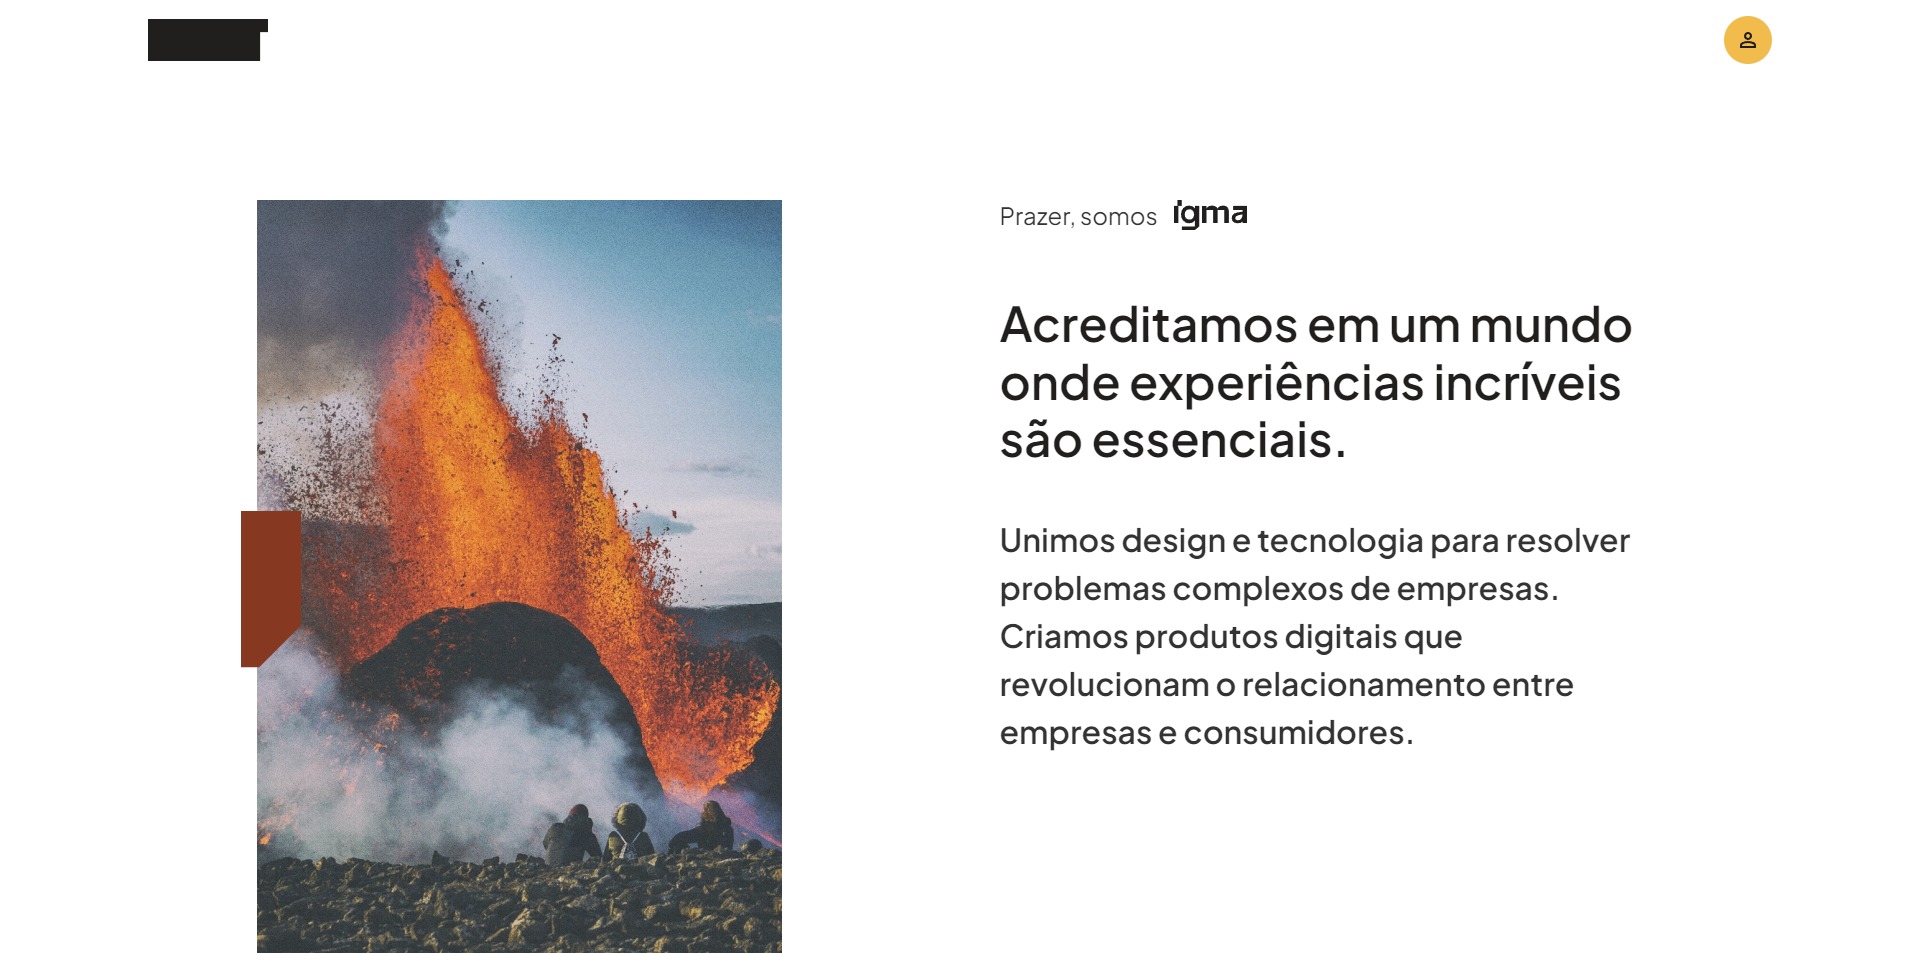 Prazer, somos igma
Acreditamos em um mundo
onde experiências incríveis
são essenciais.
Unimos design e tecnologia para resolver
problemas complexos de empresas.
Criamos produtos digitais que
revolucionam o relacionamento entre
empresas e consumidores.